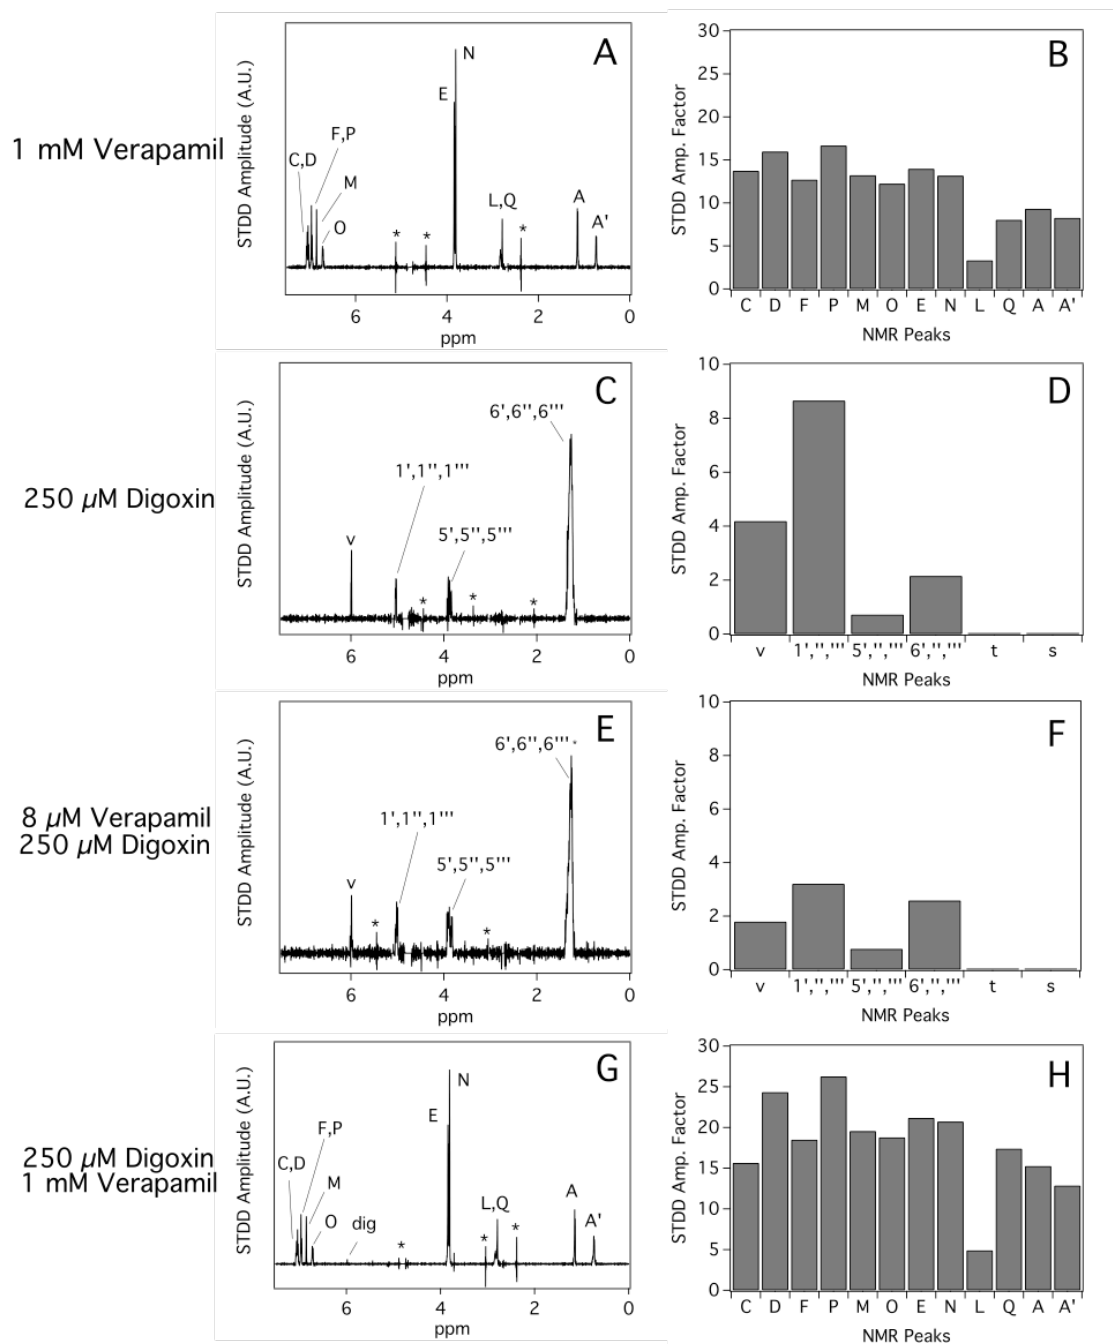 1 mM Verapamil
A
STDD Amplitude (A.U.)
N
E
F,P
C,D
M
O
L,Q
A
A'
*
*
*
6 4 2 0
ppm
B
STDD Amp. Factor
30
25
20
15
10
5
0
C D F P M O E N L Q A A'
NMR Peaks
250 µM Digoxin
C
STDD Amplitude (A.U.)
6',6'',6'''
1',1'',1'''
5',5'',5'''
v
*
*
*
6 4 2 0
ppm
D
STDD Amp. Factor
10
8
6
4
2
0
v 1','',''' 5','',''' 6','',''' t s
NMR Peaks
8 µM Verapamil
250 µM Digoxin
E
STDD Amplitude (A.U.)
6',6'',6''' *
1',1'',1'''
5',5'',5'''
v
*
*
6 4 2 0
ppm
F
STDD Amp. Factor
10
8
6
4
2
0
v 1','',''' 5','',''' 6','',''' t s
NMR Peaks
250 µM Digoxin
1 mM Verapamil
G
STDD Amplitude (A.U.)
N
E
F,P
C,D
M
O
dig
L,Q
A
A'
*
*
*
6 4 2 0
ppm
H
STDD Amp. Factor
30
25
20
15
10
5
0
C D F P M O E N L Q A A'
NMR Peaks